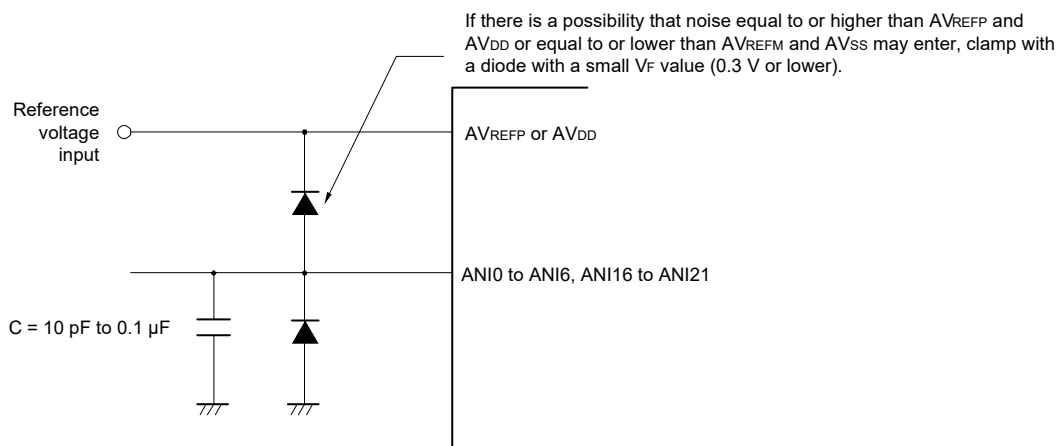 If there is a possibility that noise equal to or higher than AVREFP and
AVDD or equal to or lower than AVREFM and AVSS may enter, clamp with
a diode with a small VF value (0.3 V or lower).
Reference
voltage
input
AVREFP or AVDD
ANI0 to ANI6, ANI16 to ANI21
C = 10 pF to 0.1 μF